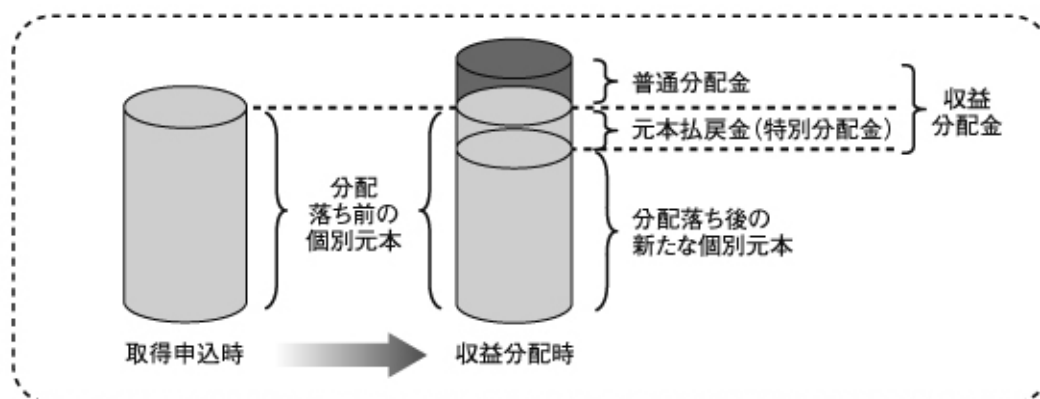 普通分配金
元本払戻金(特別分配金)
収益
分配金
分配
落ち前の
個別元本
分配落ち後の
新たな個別元本
取得申込時
収益分配時